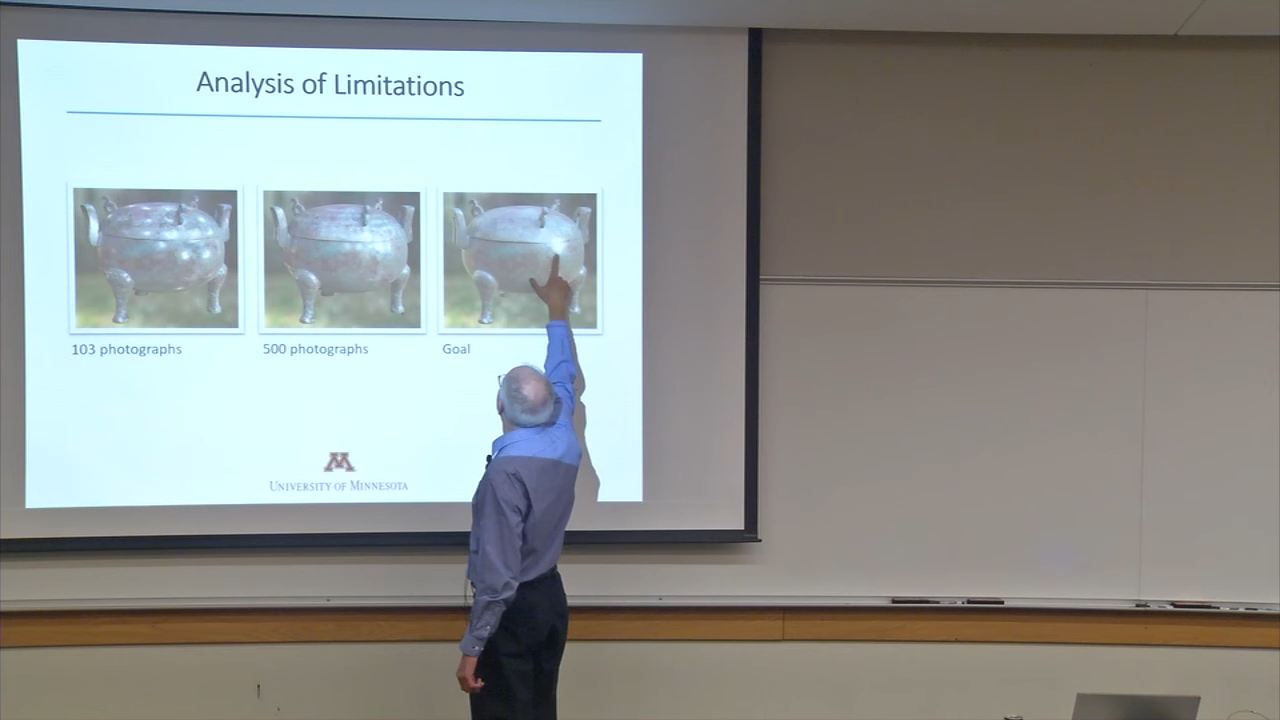 Analysis of Limitations
103 photographs
500 photographs
Goal
M
UNIVERSITY OF MINNESOTA